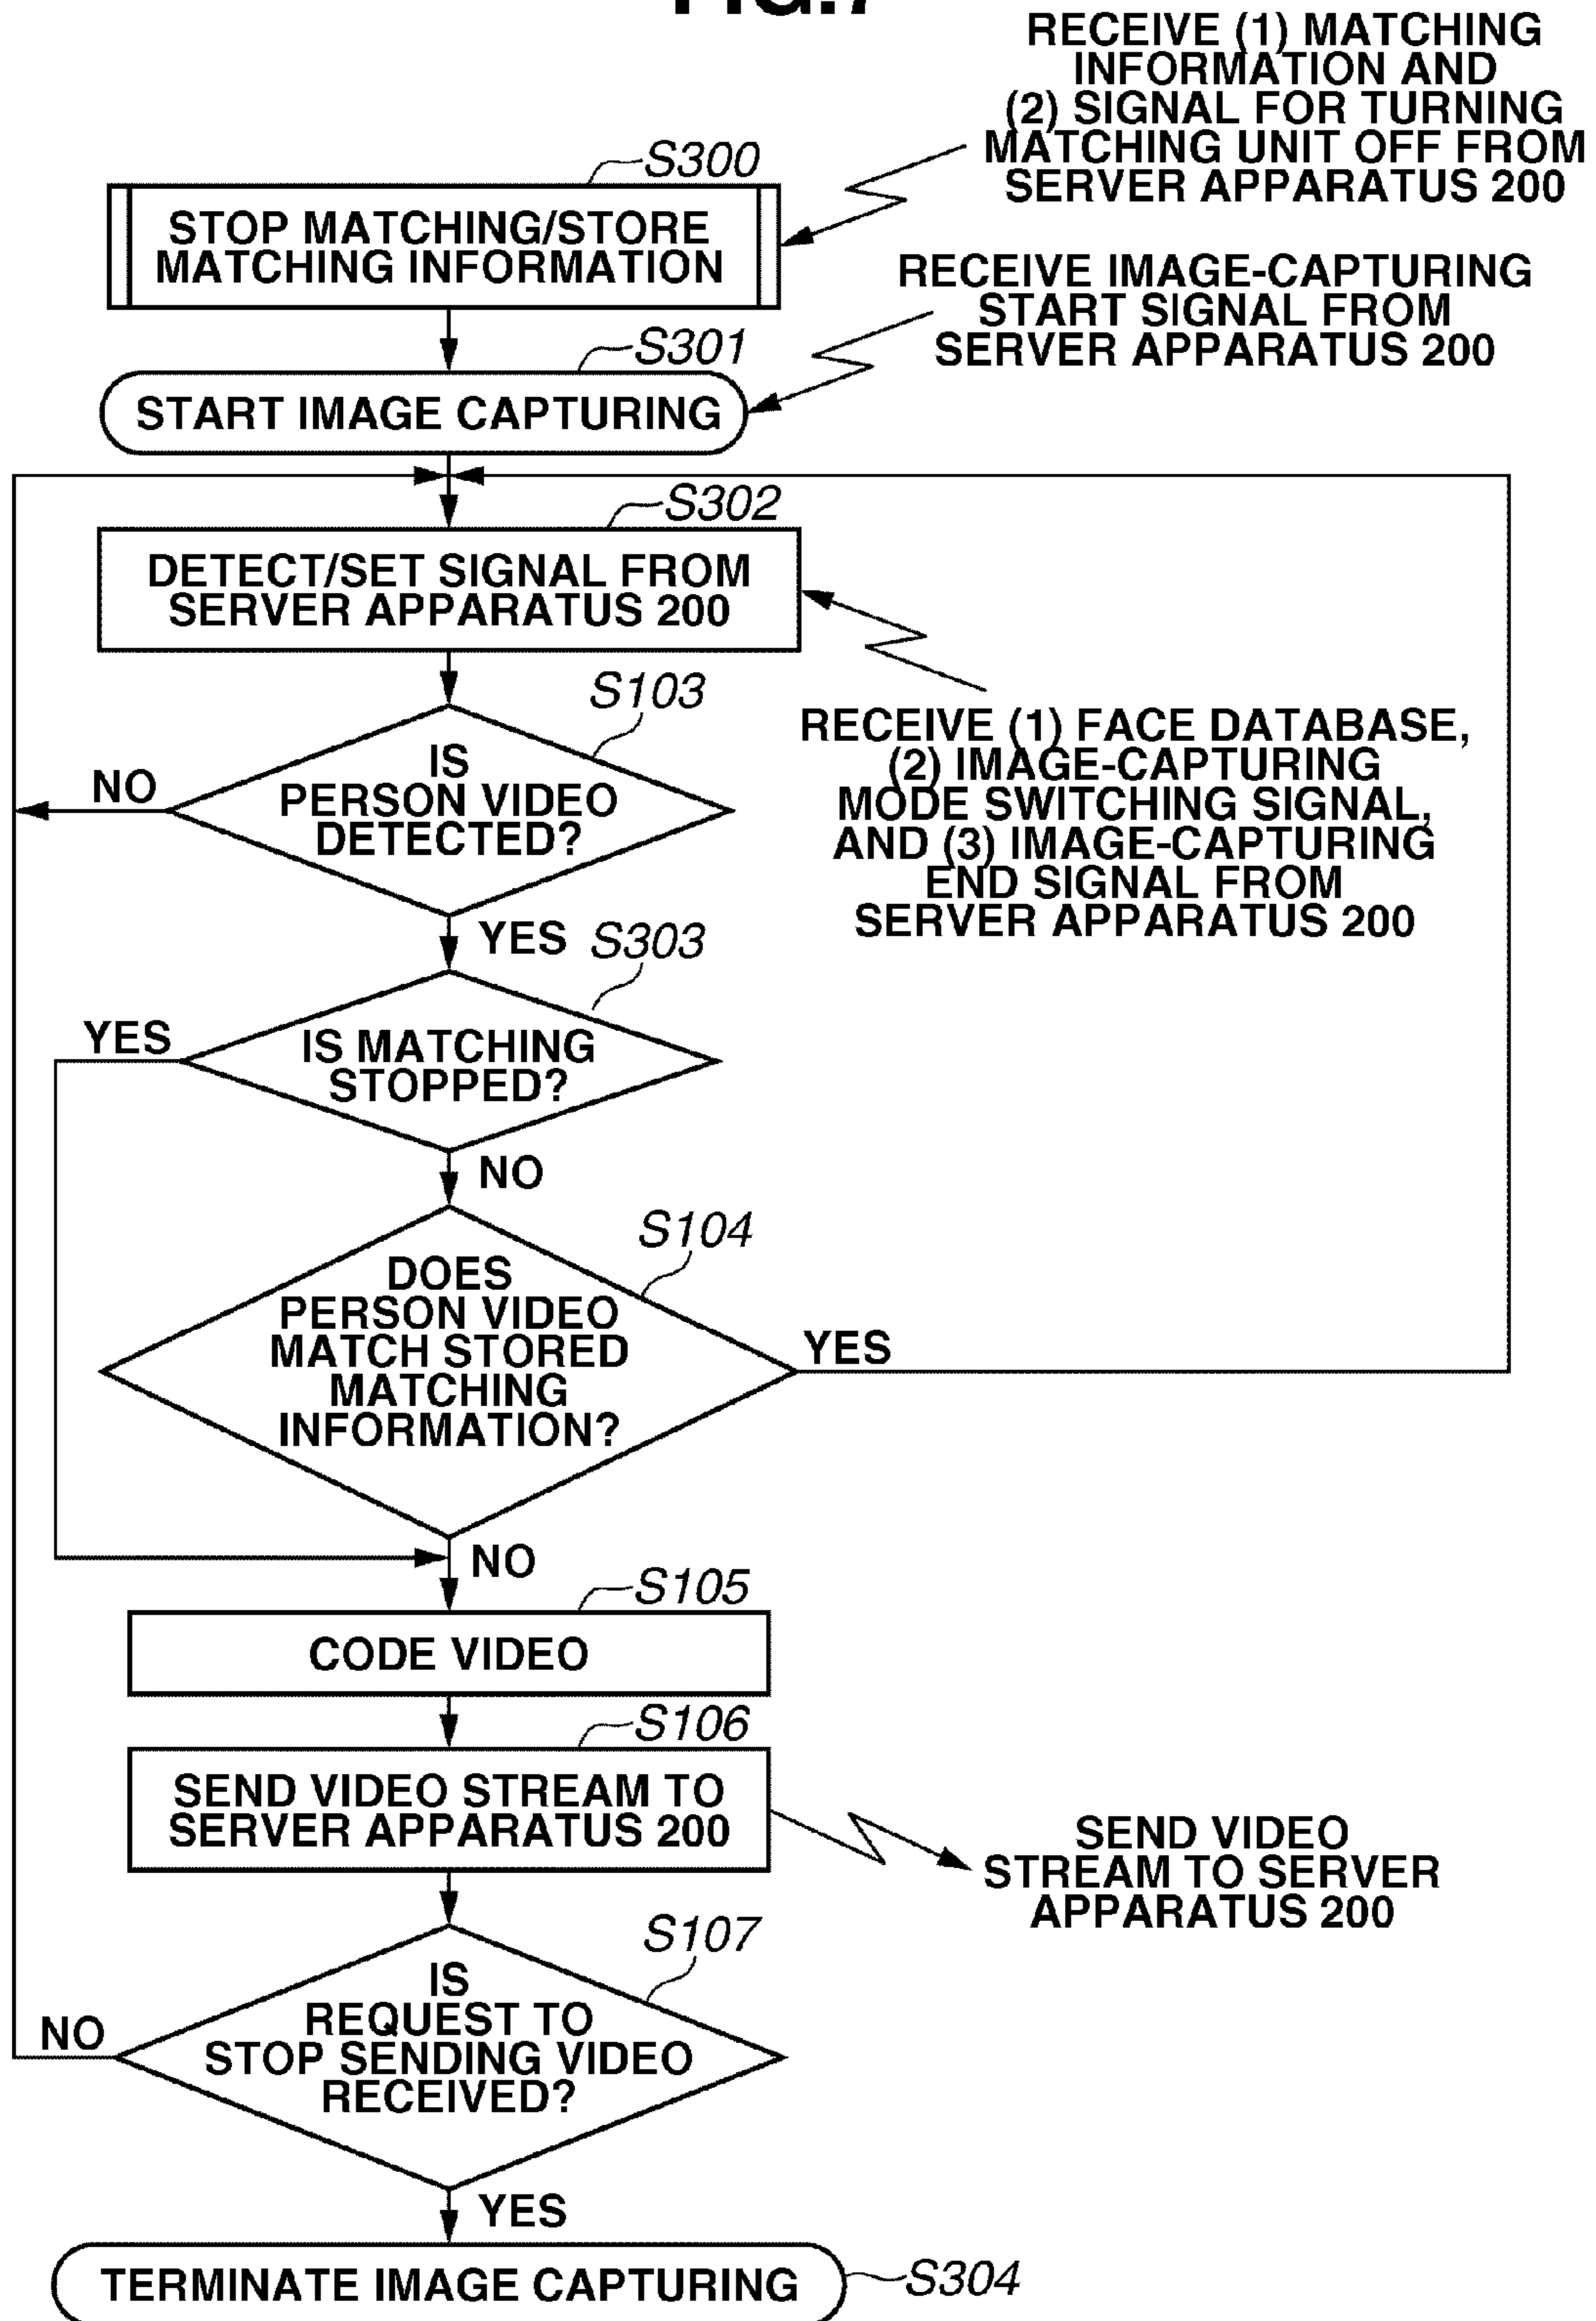 FIG.7
RECEIVE (1) MATCHING
INFORMATION AND
(2) SIGNAL FOR TURNING
MATCHING UNIT OFF FROM
SERVER APPARATUS 200
S300
STOP MATCHING/STORE
MATCHING INFORMATION
RECEIVE IMAGE-CAPTURING
START SIGNAL FROM
SERVER APPARATUS 200
S301
START IMAGE CAPTURING
S302
DETECT/SET SIGNAL FROM
SERVER APPARATUS 200
RECEIVE (1) FACE DATABASE,
(2) IMAGE-CAPTURING
MODE SWITCHING SIGNAL,
AND (3) IMAGE-CAPTURING
END SIGNAL FROM
SERVER APPARATUS 200
S103
IS
PERSON VIDEO
DETECTED?
NO
YES
S303
IS MATCHING
STOPPED?
YES
NO
S104
DOES
PERSON VIDEO
MATCH STORED
MATCHING
INFORMATION?
YES
NO
S105
CODE VIDEO
S106
SEND VIDEO STREAM TO
SERVER APPARATUS 200
SEND VIDEO
STREAM TO SERVER
APPARATUS 200
S107
IS
REQUEST TO
STOP SENDING VIDEO
RECEIVED?
NO
YES
TERMINATE IMAGE CAPTURING
S304